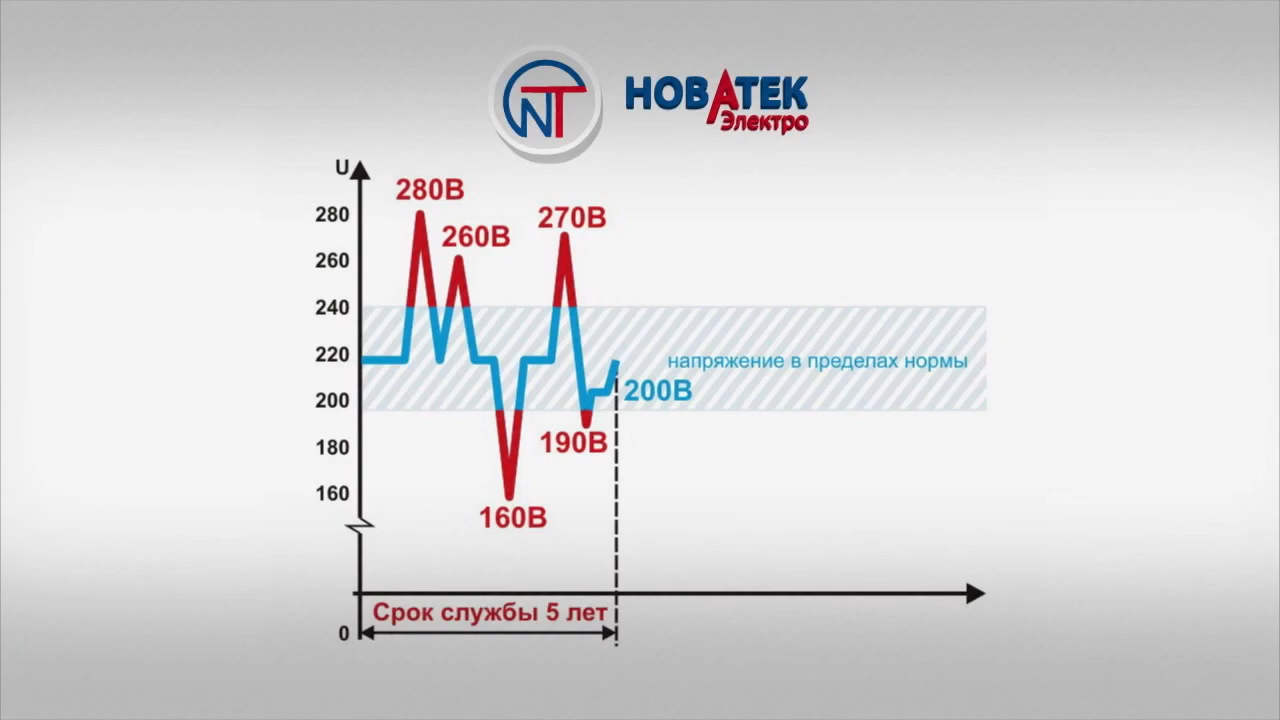 NT
НОВАТЕК
Электро
U
280В
280
270В
260В
260
240
220
напряжение в пределах нормы
200В
200
190В
180
160
160В
Срок службы 5 лет
0